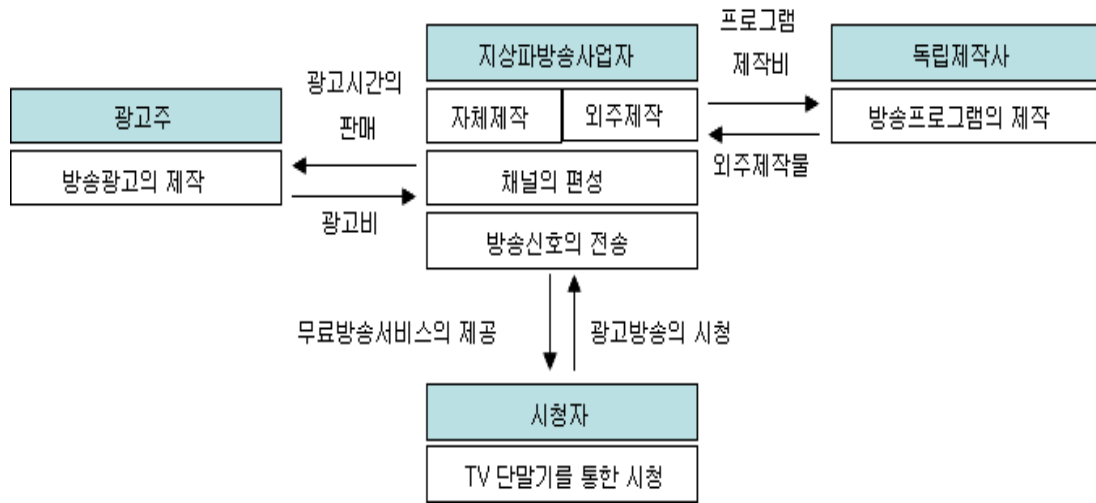 프로그램
제작비
지상파방송사업자
독립제작사
광고시간의
판매
광고주
자체제작
외주제작
방송프로그램의 제작
외주제작물
방송광고의 제작
채널의 편성
광고비
방송신호의 전송
무료방송서비스의 제공
광고방송의 시청
시청자
TV 단말기를 통한 시청